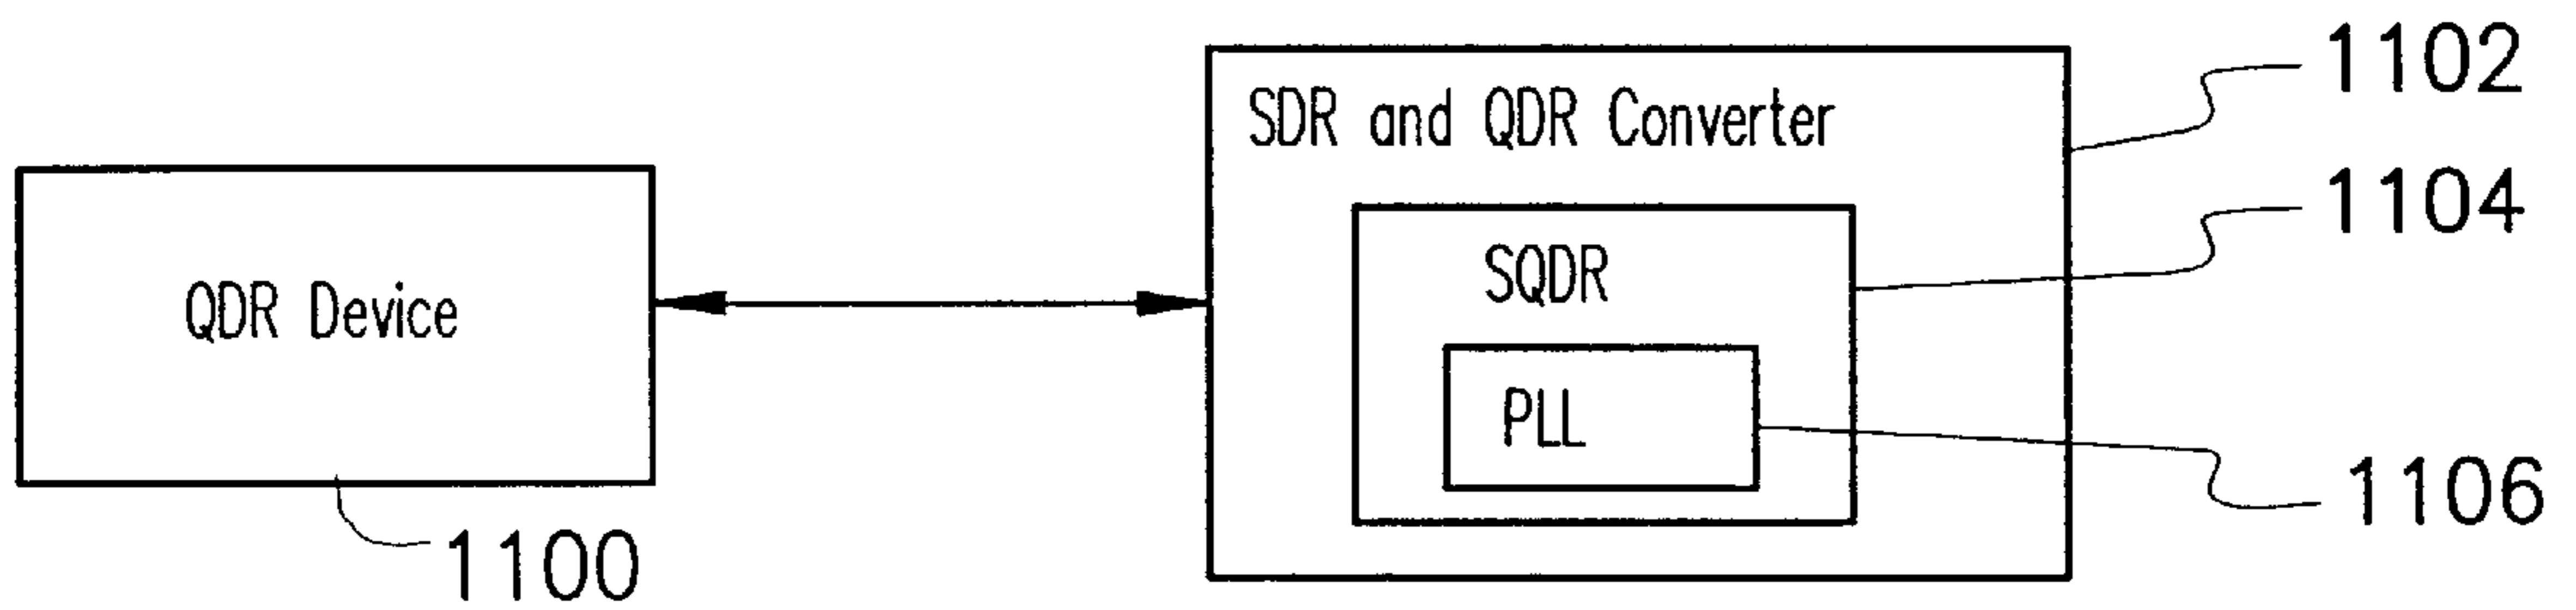 SDR and QDR Converter
1102
1104
SQDR
QDR Device
PLL
1106
1100